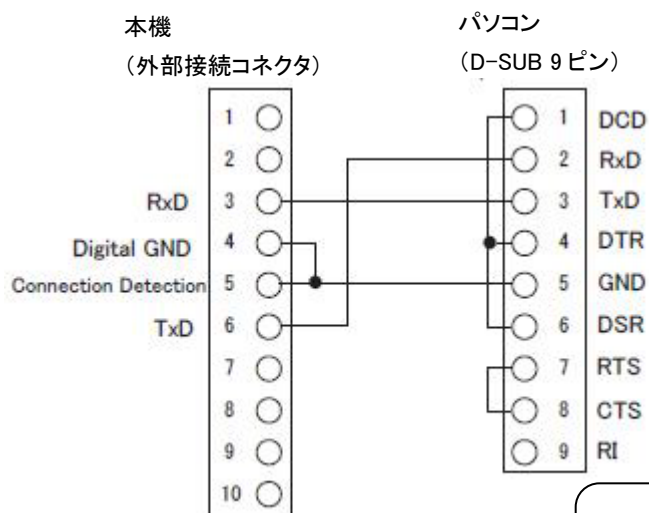 本機
（外部接続コネクタ）
パソコン
（D-SUB 9 ピン）
1
2
RxD 3
Digital GND 4
Connection Detection 5
TxD 6
7
8
9
10
1 DCD
2 RxD
3 TxD
4 DTR
5 GND
6 DSR
7 RTS
8 CTS
9 RI